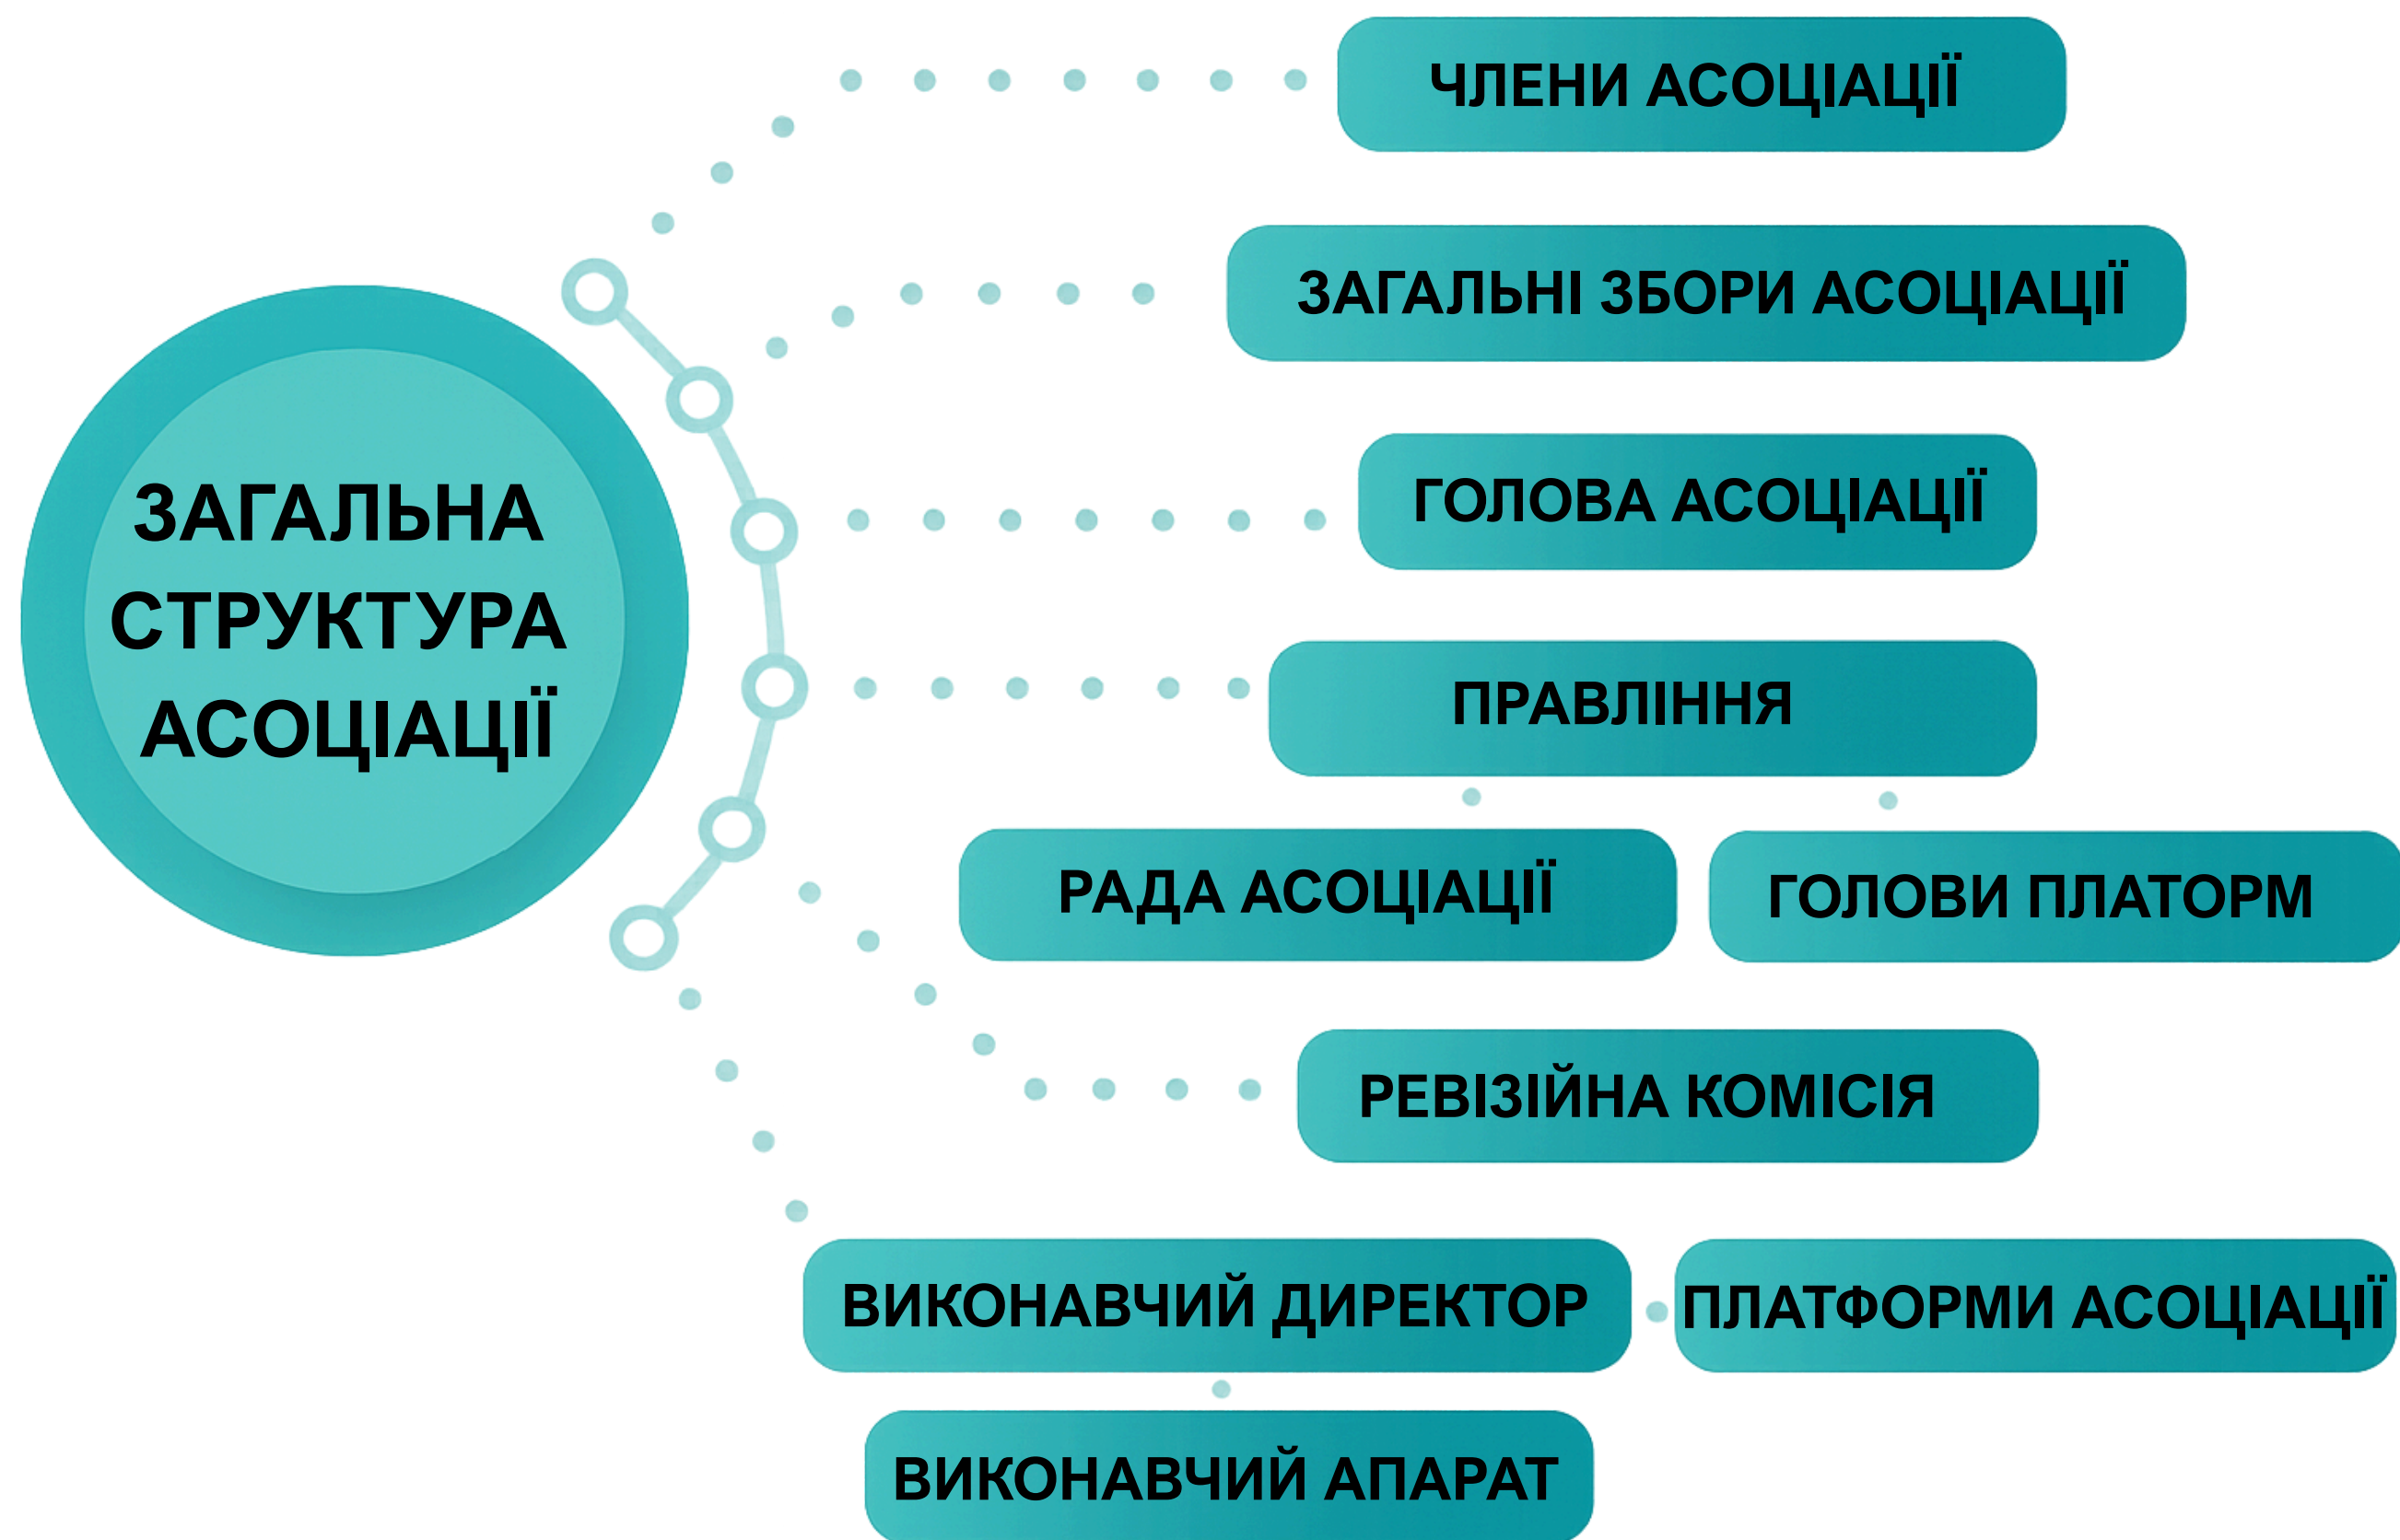 ЗАГАЛЬНА
СТРУКТУРА
АСОЦІАЦІЇ
ЧЛЕНИ АСОЦІАЦІЇ
ЗАГАЛЬНІ ЗБОРИ АСОЦІАЦІЇ
ГОЛОВА АСОЦІАЦІЇ
ПРАВЛІННЯ
РАДА АСОЦІАЦІЇ
ГОЛОВИ ПЛАТОРМ
РЕВІЗІЙНА КОМІСІЯ
ВИКОНАВЧИЙ ДИРЕКТОР
ПЛАТФОРМИ АСОЦІАЦІЇ
ВИКОНАВЧИЙ АПАРАТ